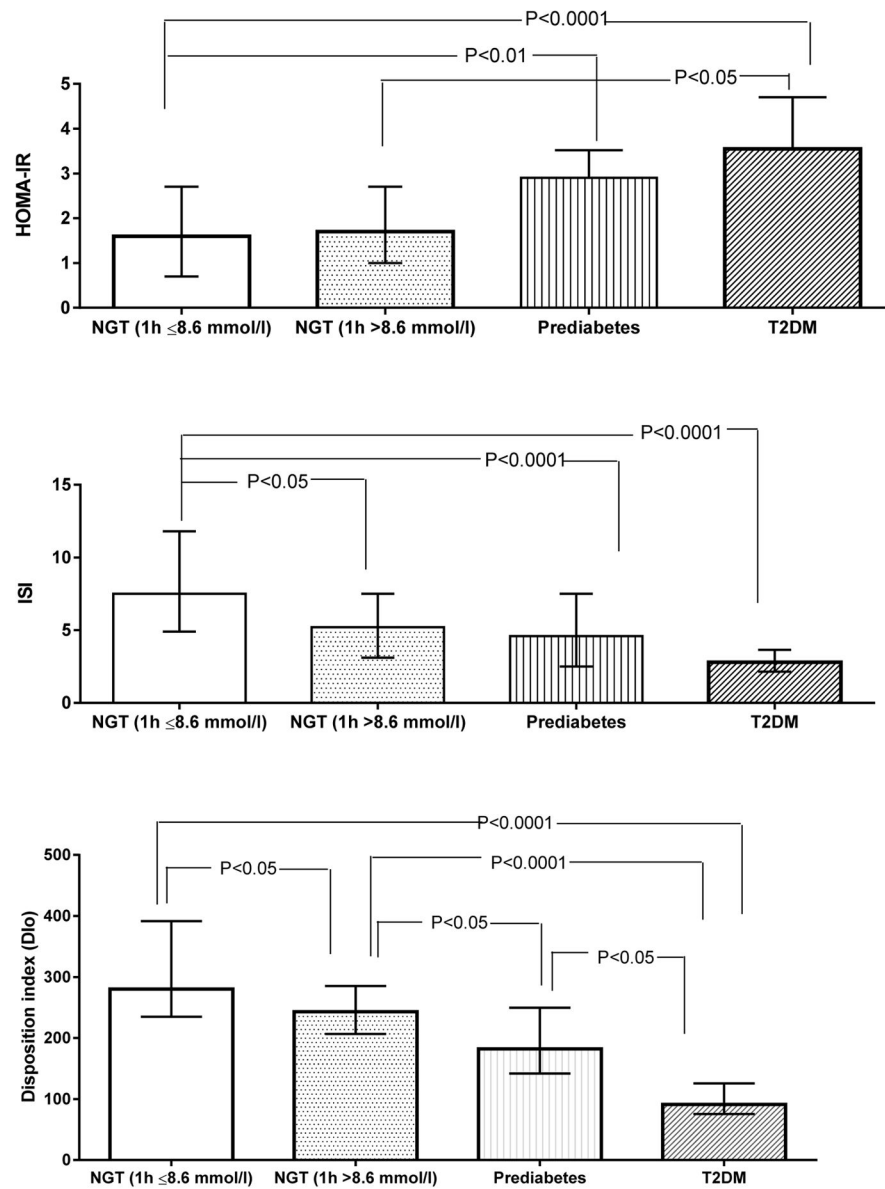 P<0.0001
P<0.01
P<0.05
5
4
3
2
1
0
HOMA-IR
NGT (1h ≤8.6 mmol/l) NGT (1h >8.6 mmol/l) Prediabetes T2DM
P<0.0001
P<0.0001
P<0.05
15
10
5
0
ISI
NGT (1h ≤8.6 mmol/l) NGT (1h >8.6 mmol/l) Prediabetes T2DM
P<0.0001
P<0.05 P<0.0001
P<0.05
P<0.05
500
400
300
200
100
0
Disposition index (DIo)
NGT (1h ≤8.6 mmol/l) NGT (1h >8.6 mmol/l) Prediabetes T2DM